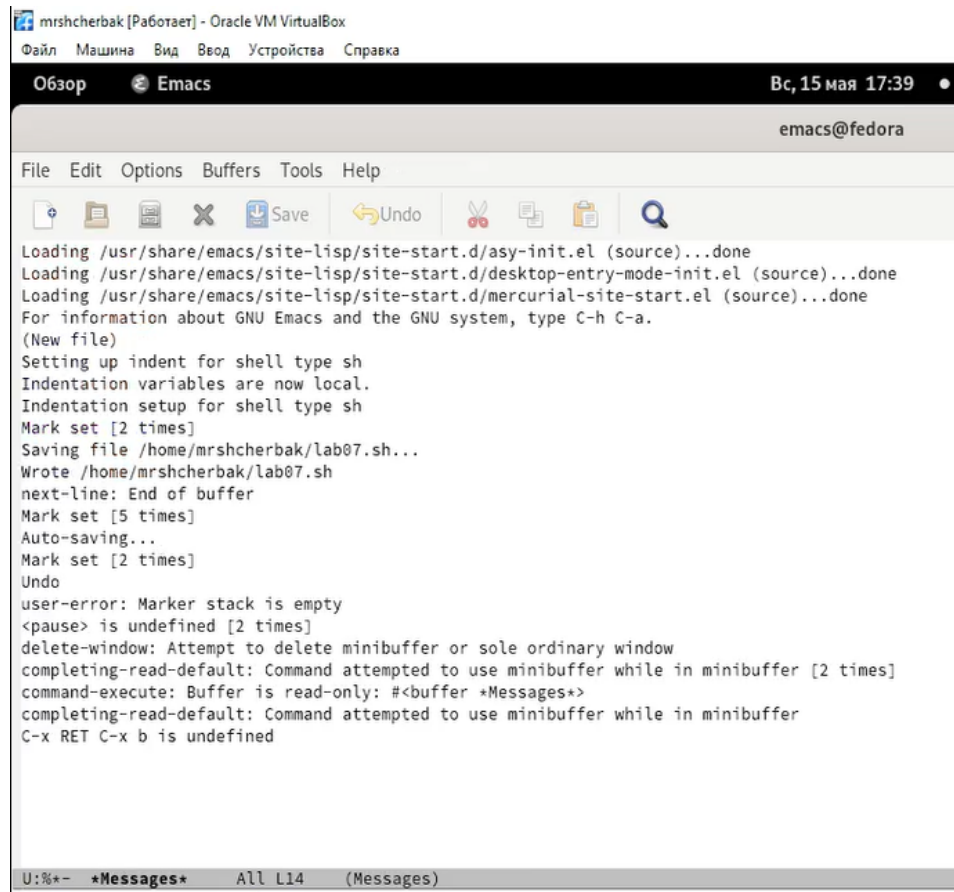 mrshcherbak [Работает] - Oracle VM VirtualBox
Файл Машина Вид Ввод Устройства Справка
Обзор Emacs Вс, 15 мая 17:39
emacs@fedora
File Edit Options Buffers Tools Help
Save Undo
Loading /usr/share/emacs/site-lisp/site-start.d/asy-init.el (source)...done
Loading /usr/share/emacs/site-lisp/site-start.d/desktop-entry-mode-init.el (source)...done
Loading /usr/share/emacs/site-lisp/site-start.d/mercurial-site-start.el (source)...done
For information about GNU Emacs and the GNU system, type C-h C-a.
(New file)
Setting up indent for shell type sh
Indentation variables are now local.
Indentation setup for shell type sh
Mark set [2 times]
Saving file /home/mrshcherbak/lab07.sh...
Wrote /home/mrshcherbak/lab07.sh
next-line: End of buffer
Mark set [5 times]
Auto-saving...
Mark set [2 times]
Undo
user-error: Marker stack is empty
<pause> is undefined [2 times]
delete-window: Attempt to delete minibuffer or sole ordinary window
completing-read-default: Command attempted to use minibuffer while in minibuffer [2 times]
command-execute: Buffer is read-only: #<buffer *Messages*>
completing-read-default: Command attempted to use minibuffer while in minibuffer
C-x RET C-x b is undefined
U:%*- *Messages* All L14 (Messages)